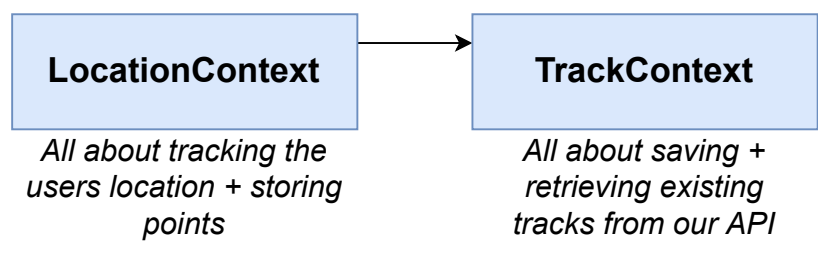 LocationContext
TrackContext
All about tracking the
users location + storing
points
All about saving +
retrieving existing
tracks from our API